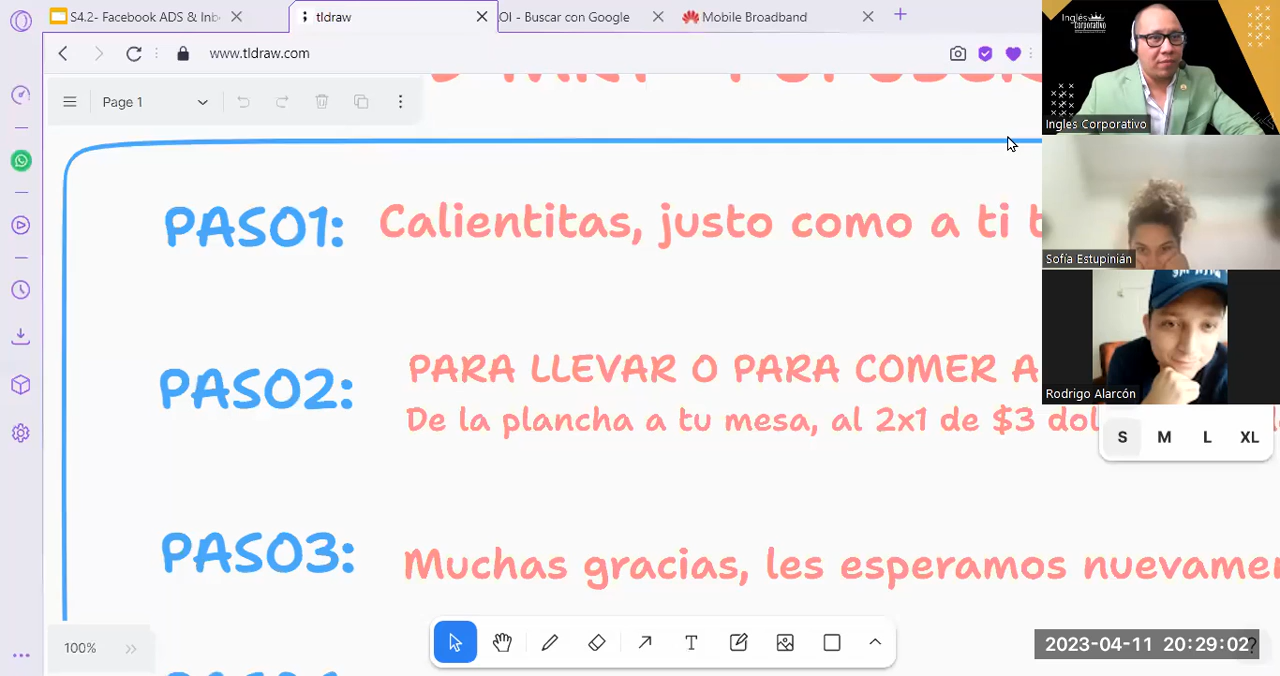 S4.2- Facebook ADS & Inb
tldraw
OI - Buscar con Google
Mobile Broadband
www.tldraw.com
Page 1
Inglés
Corporativo
Ingles Corporativo
PASO1: Calientitas, justo como a ti t
Sofía Estupinián
PASO2: PARA LLEVAR O PARA COMER A
De la plancha a tu mesa, al 2x1 de $3 dol
Rodrigo Alarcón
S M L XL
PASO3: Muchas gracias, les esperamos nuevamen
100%
T
2023-04-11 20:29:02